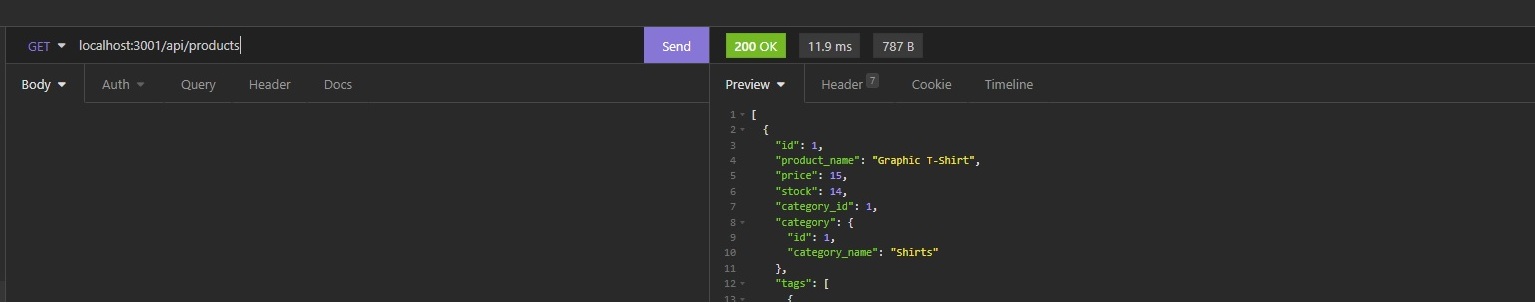 GET localhost:3001/api/products Send 200 OK 11.9 ms 787 B
Body Auth Query Header Docs Preview Header 7 Cookie Timeline
1 [
2 {
3 "id": 1,
4 "product_name": "Graphic T-Shirt",
5 "price": 15,
6 "stock": 14,
7 "category_id": 1,
8 "category": {
9 "id": 1,
10 "category_name": "Shirts"
11 },
12 "tags": [
13 {